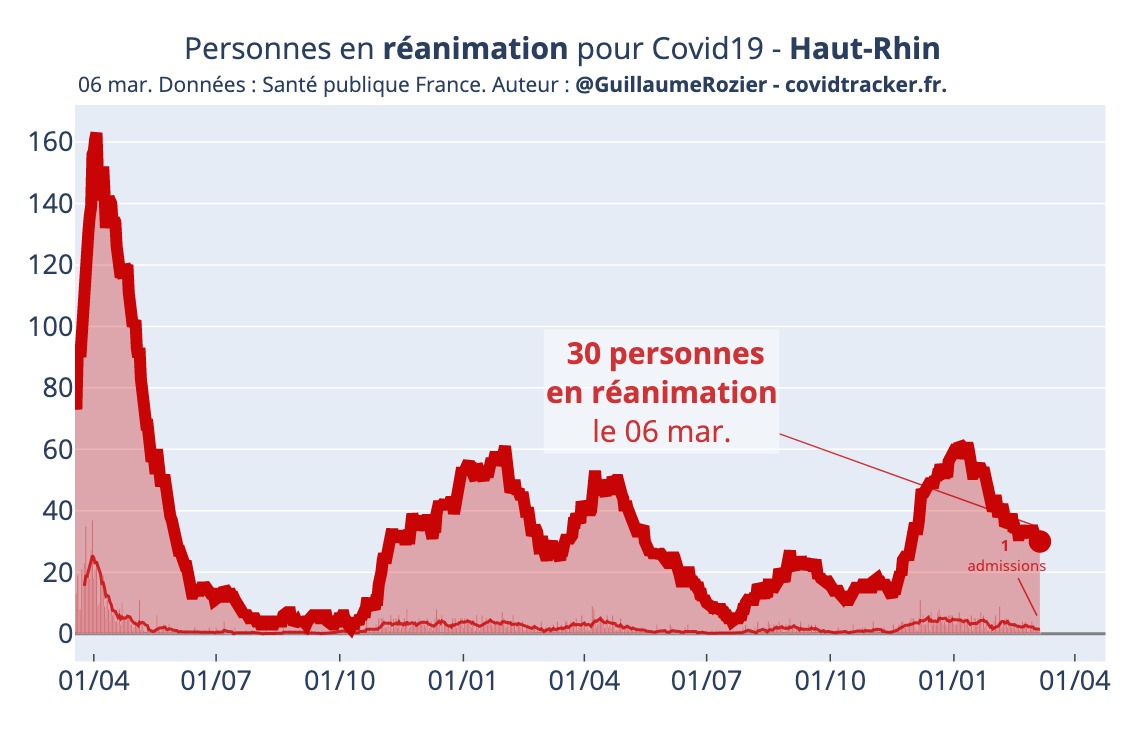 Personnes en réanimation pour Covid19 - Haut-Rhin
06 mar. Données : Santé publique France. Auteur : @GuillaumeRozier - covidtracker.fr.
160
140
120
100
80
60
40
20
0
30 personnes
en réanimation
le 06 mar.
1
admissions
01/04 01/07 01/10 01/01 01/04 01/07 01/10 01/01 01/04